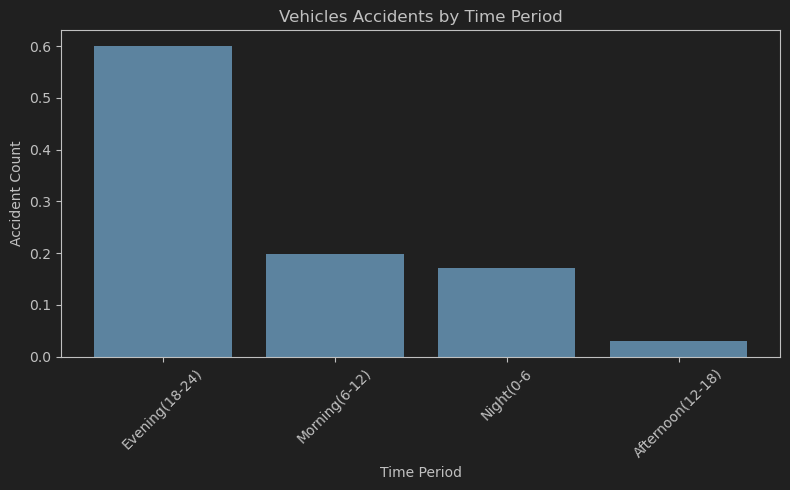 Vehicles Accidents by Time Period
Accident Count
0.6
0.5
0.4
0.3
0.2
0.1
0.0
Evening(18-24)
Morning(6-12)
Night(0-6
Afternoon(12-18)
Time Period